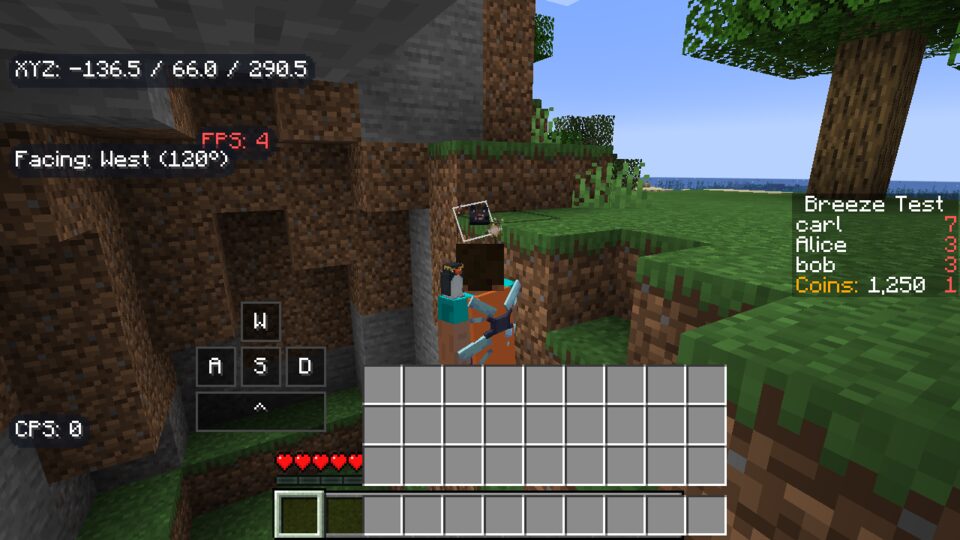 XYZ: -136.5 / 66.0 / 290.5
FPS: 4
Facing: West (120º)
Breeze Test
carl 7
Alice 3
bob 3
Coins: 1,250 1
W
A S D
^
CPS: 0